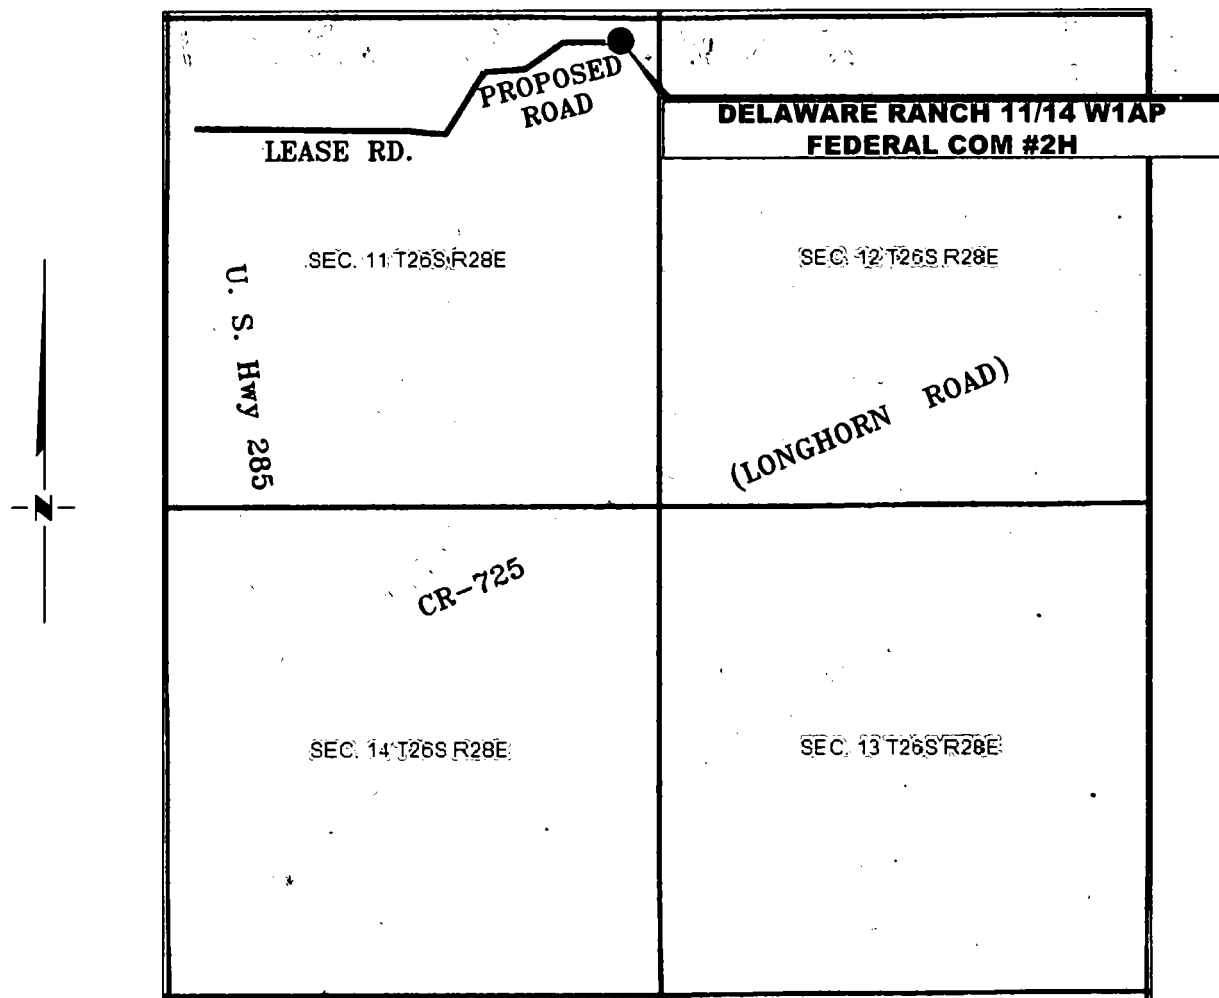 PROPOSED
ROAD
DELAWARE RANCH 11/14 W1AP
FEDERAL COM #2H
LEASE RD.
SEC. 11 T26S R28E
SEC. 12 T26S R28E
U. S. Hwy 285
(LONGHORN ROAD)
N
CR-725
SEC. 14 T26S R28E
SEC. 13 T26S R28E